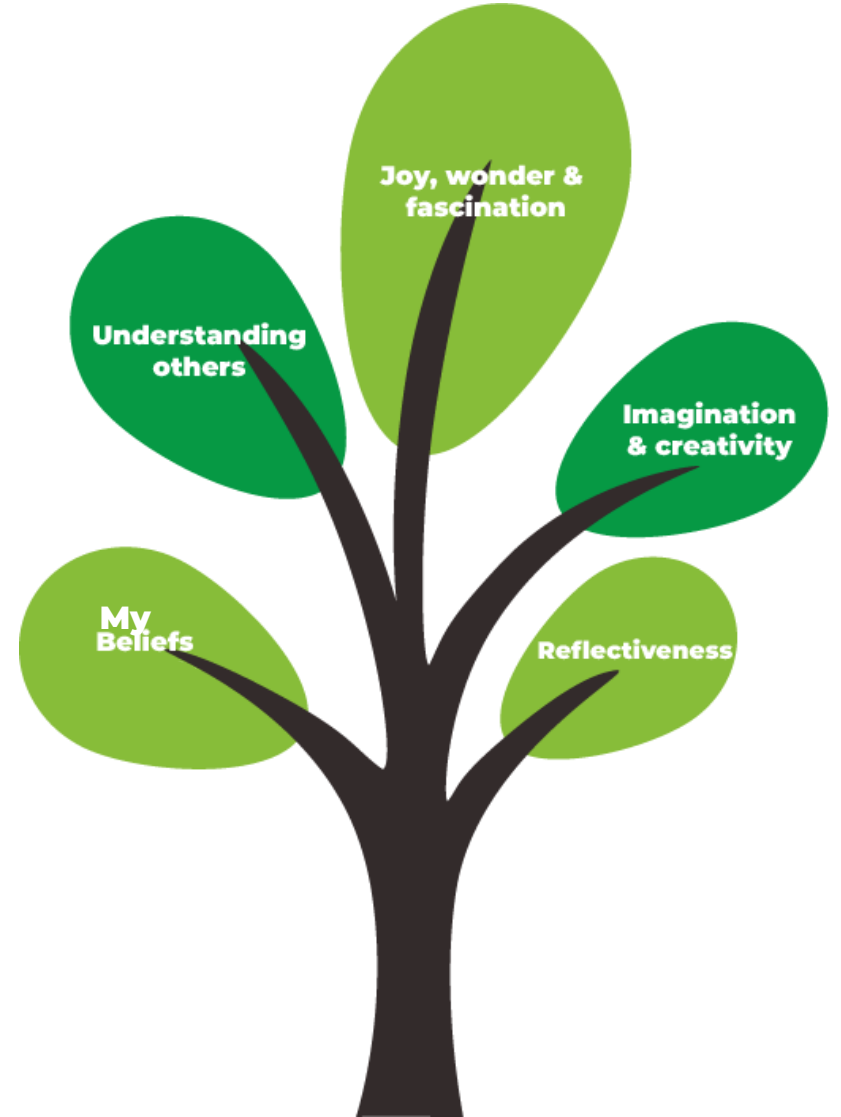 Joy, wonder &
fascination
Understanding
others
Imagination
& creativity
My
Beliefs
Reflectiveness